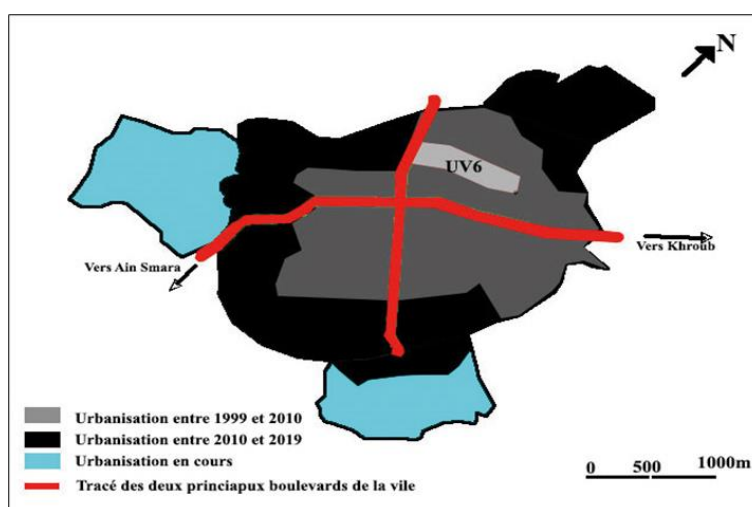 N
UV6
Vers Khroub
Vers Ain Smara
Urbanisation entre 1999 et 2010
Urbanisation entre 2010 et 2019
Urbanisation en cours
Tracé des deux princiapux boulevards de la vile
0 500 1000m